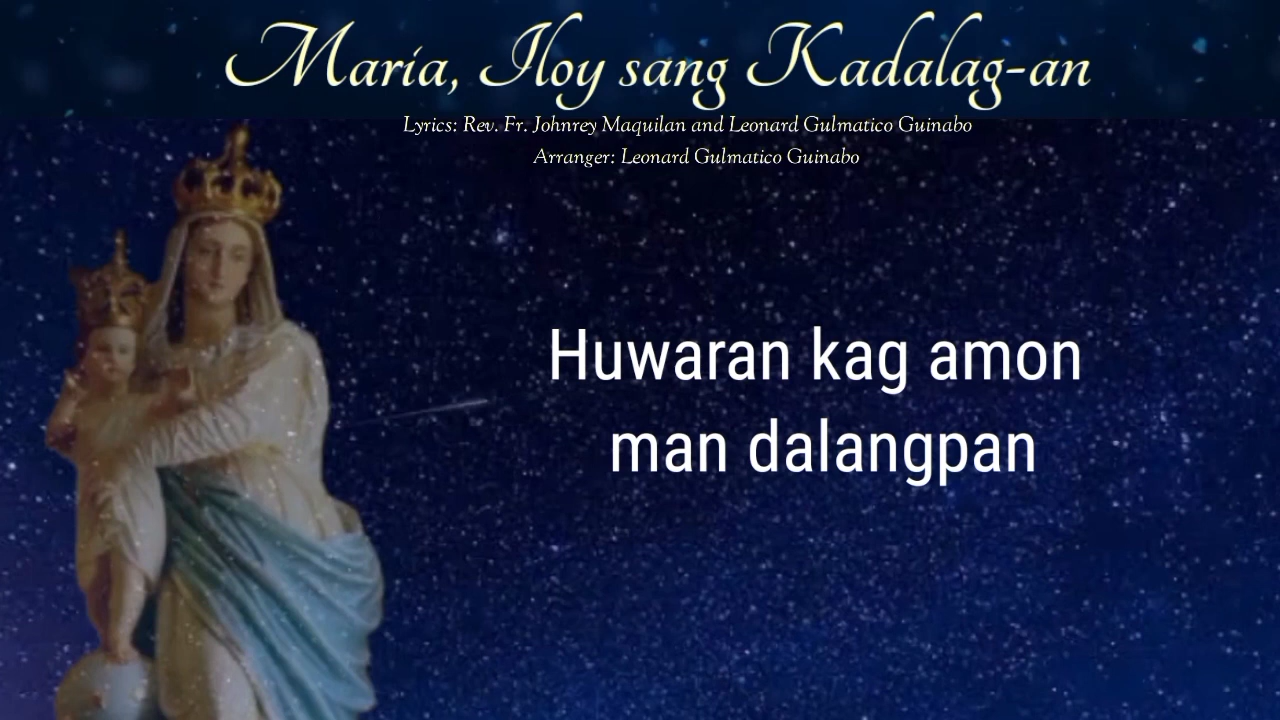 Maria, Iloy sang Kadalag-an
Lyrics: Rev. Fr. Johnrey Maquilan and Leonard Gulmatico Guinabo
Arranger: Leonard Gulmatico Guinabo
Huwaran kag amon
man dalangpan